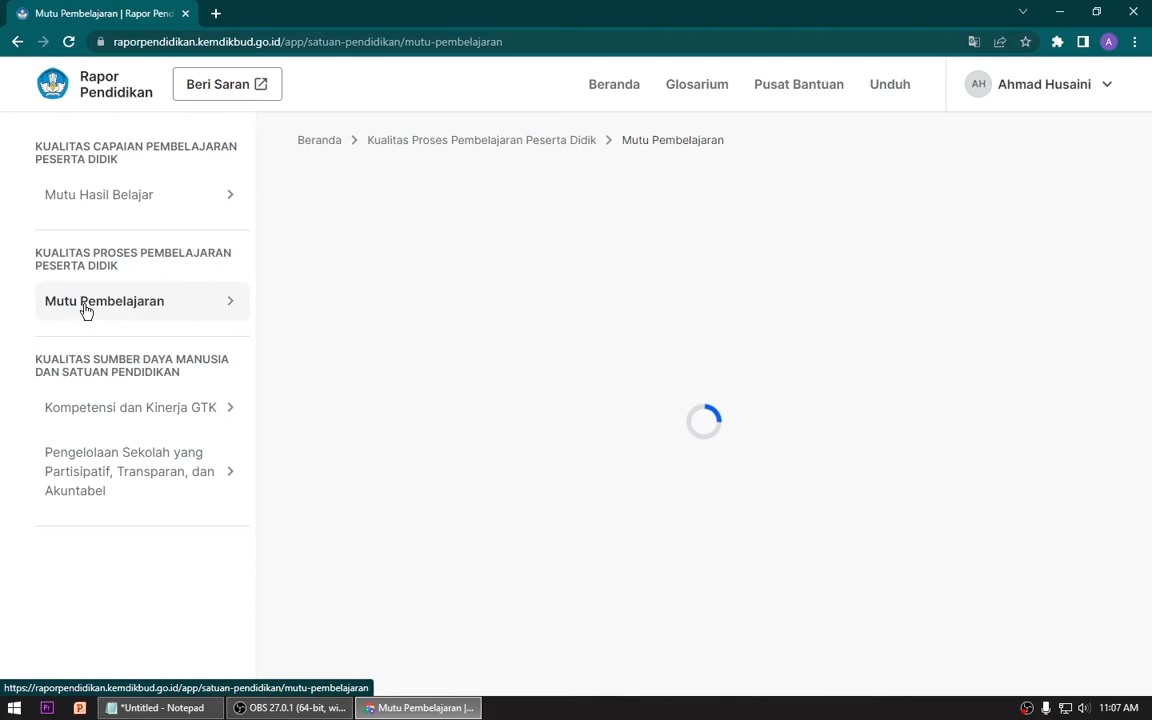 Mutu Pembelajaran | Rapor Pend
raporpendidikan.kemdikbud.go.id/app/satuan-pendidikan/mutu-pembelajaran
A
Rapor
Pendidikan
Beri Saran
Beranda
Glosarium
Pusat Bantuan
Unduh
AH
Ahmad Husaini
KUALITAS CAPAIAN PEMBELAJARAN
PESERTA DIDIK
Mutu Hasil Belajar
KUALITAS PROSES PEMBELAJARAN
PESERTA DIDIK
Mutu Pembelajaran
KUALITAS SUMBER DAYA MANUSIA
DAN SATUAN PENDIDIKAN
Kompetensi dan Kinerja GTK
Pengelolaan Sekolah yang
Partisipatif, Transparan, dan
Akuntabel
Beranda > Kualitas Proses Pembelajaran Peserta Didik > Mutu Pembelajaran
https://raporpendidikan.kemdikbud.go.id/app/satuan-pendidikan/mutu-pembelajaran
Pr
P
*Untitled - Notepad
OBS 27.0.1 (64-bit, wi...
Mutu Pembelajaran |...
11:07 AM